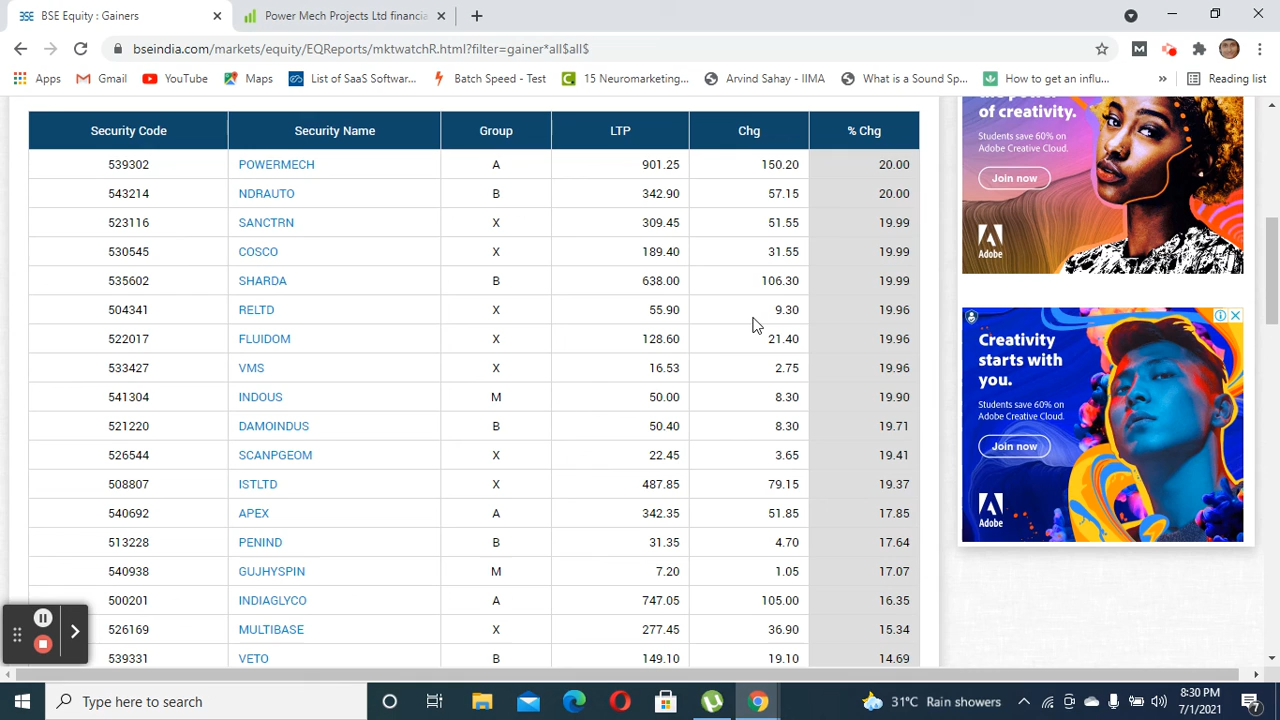 BSE Equity : Gainers
Power Mech Projects Ltd financia
bseindia.com/markets/equity/EQReports/mktwatchR.html?filter=gainer*all$all$
Apps Gmail YouTube Maps List of SaaS Softwar... Batch Speed - Test 15 Neuromarketing... Arvind Sahay - IIMA What is a Sound Sp... How to get an influ... » Reading list
Security Code Security Name Group LTP Chg % Chg
539302 POWERMECH A 901.25 150.20 20.00
543214 NDRAUTO B 342.90 57.15 20.00
523116 SANCTRN X 309.45 51.55 19.99
530545 COSCO X 189.40 31.55 19.99
535602 SHARDA B 638.00 106.30 19.99
504341 RELTD X 55.90 9.30 19.96
522017 FLUIDOM X 128.60 21.40 19.96
533427 VMS X 16.53 2.75 19.96
541304 INDOUS M 50.00 8.30 19.90
521220 DAMOINDUS B 50.40 8.30 19.71
526544 SCANPGEOM X 22.45 3.65 19.41
508807 ISTLTD X 487.85 79.15 19.37
540692 APEX A 342.35 51.85 17.85
513228 PENIND B 31.35 4.70 17.64
540938 GUJHYSPIN M 7.20 1.05 17.07
500201 INDIAGLYCO A 747.05 105.00 16.35
526169 MULTIBASE X 277.45 36.90 15.34
539331 VETO B 149.10 19.10 14.69
of creativity.
Students save 60% on
Adobe Creative Cloud.
Join now
Adobe
Creativity
starts with
you.
Students save 60% on
Adobe Creative Cloud.
Join now
Adobe
Type here to search
31°C Rain showers
8:30 PM
7/1/2021
7